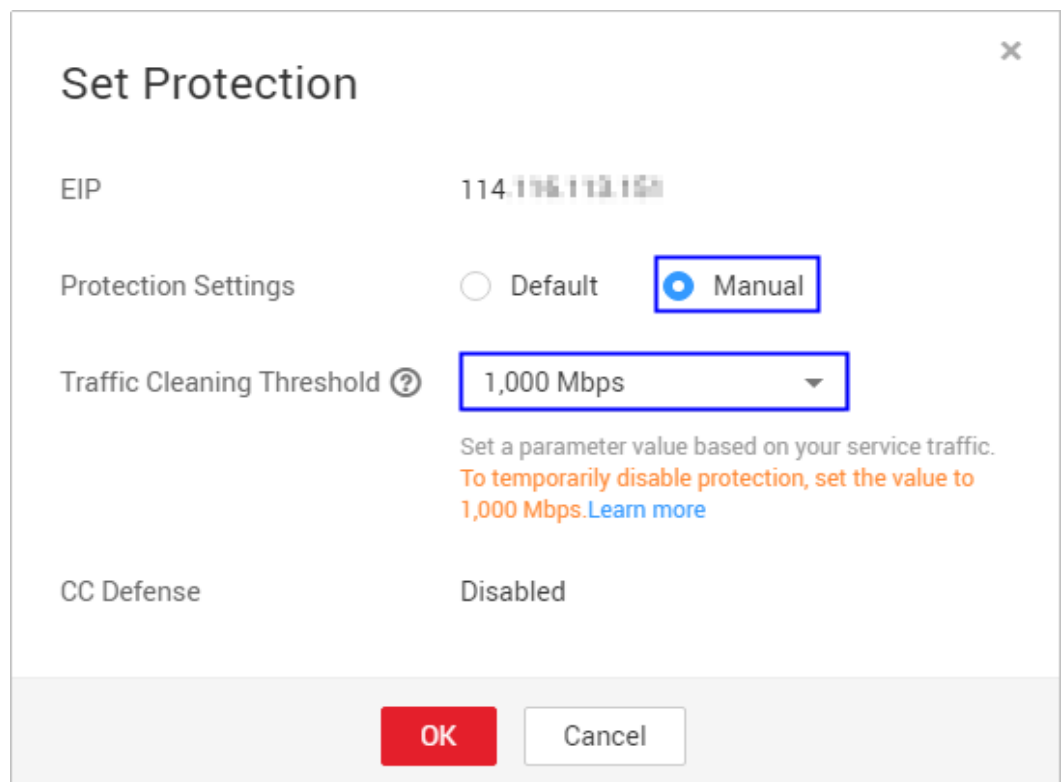 Set Protection
EIP 114.
Protection Settings Default Manual
Traffic Cleaning Threshold ? 1,000 Mbps
Set a parameter value based on your service traffic.
To temporarily disable protection, set the value to
1,000 Mbps.Learn more
CC Defense Disabled
OK Cancel